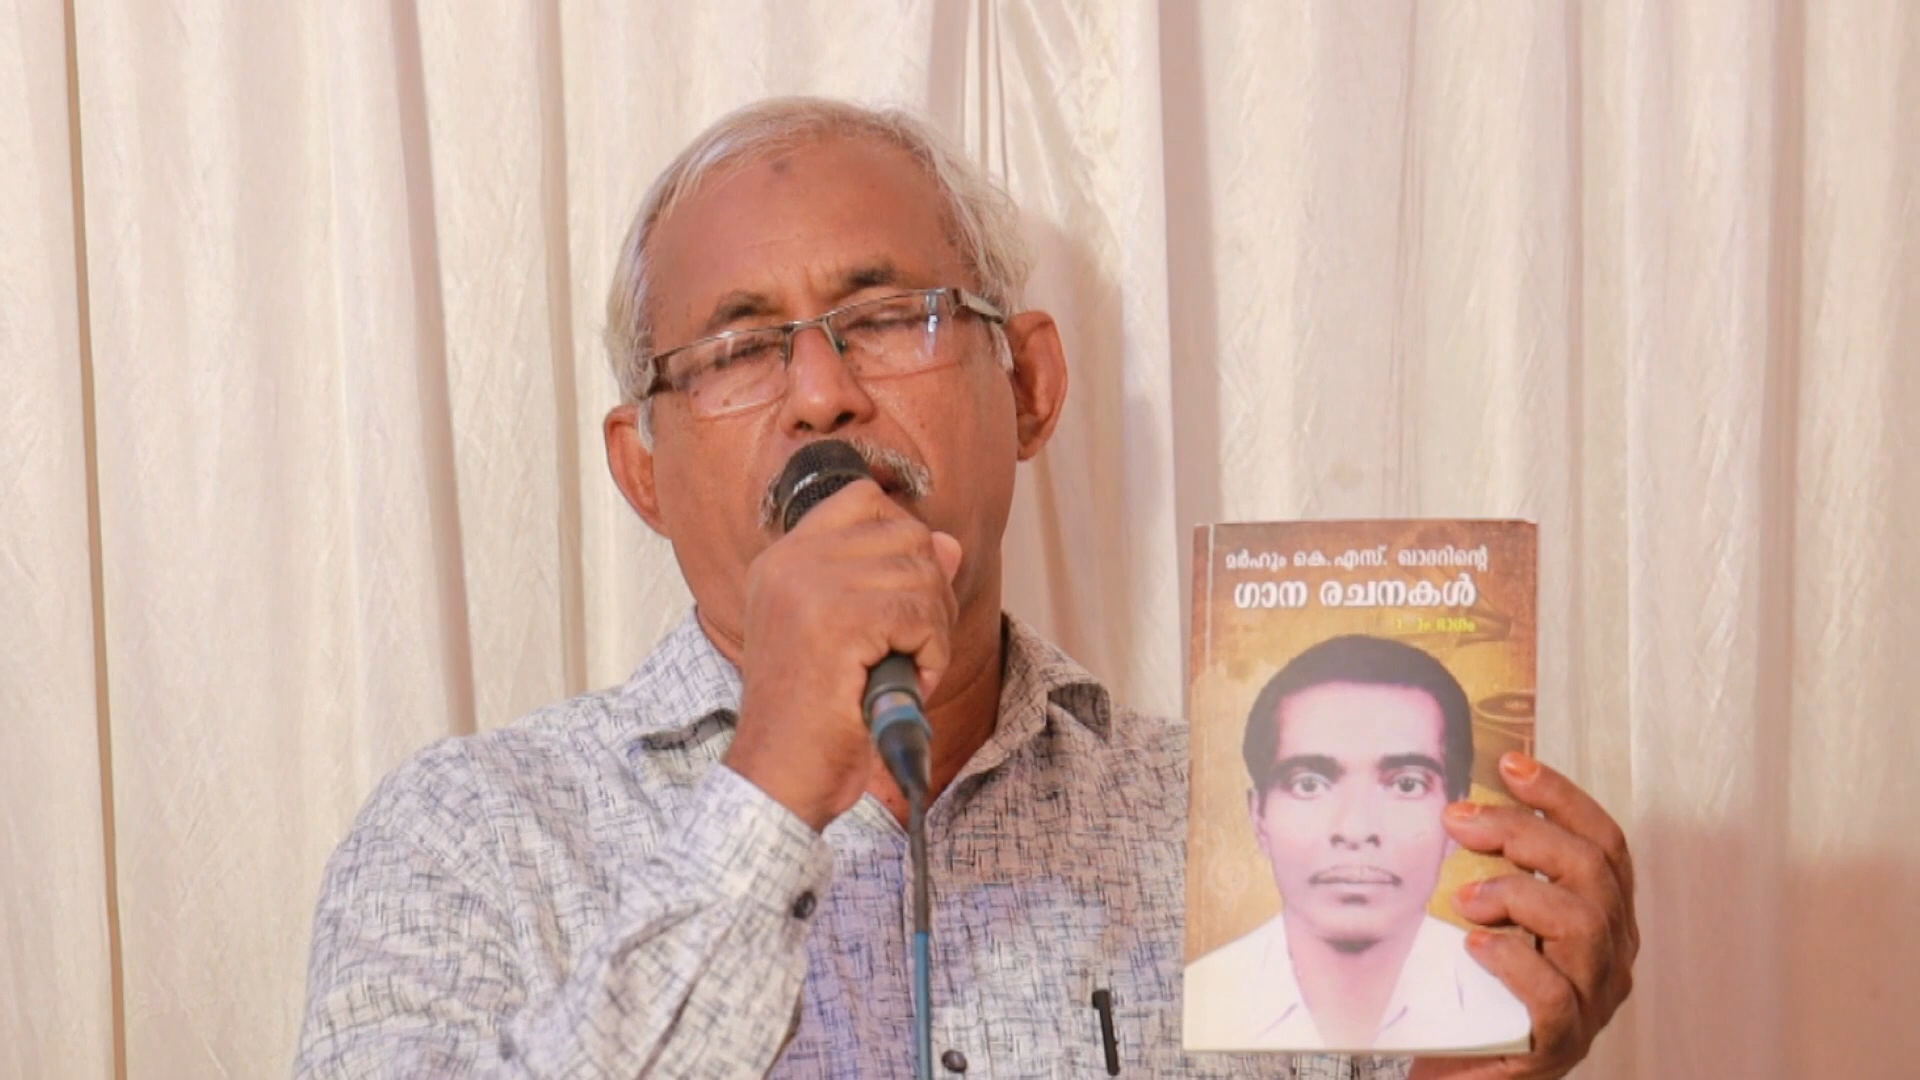 മർഹൂം കെ.എസ്. ഖാദറിന്റെ
ഗാന രചനകൾ
ഭാഗം